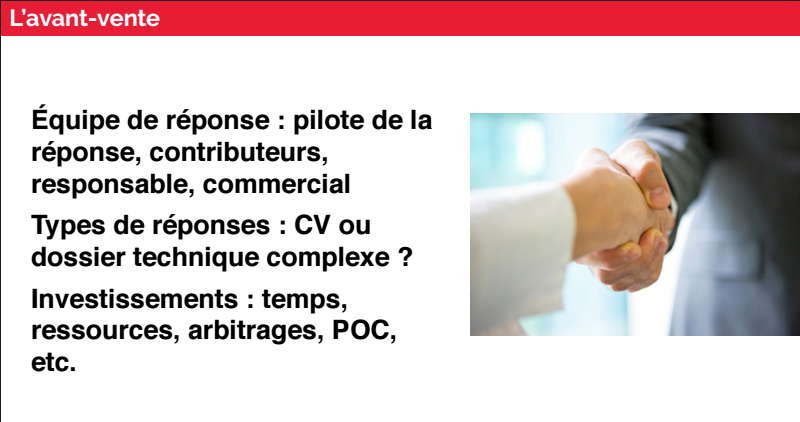 L'avant-vente
Équipe de réponse : pilote de la
réponse, contributeurs,
responsable, commercial
Types de réponses : CV ou
dossier technique complexe ?
Investissements : temps,
ressources, arbitrages, POC,
etc.